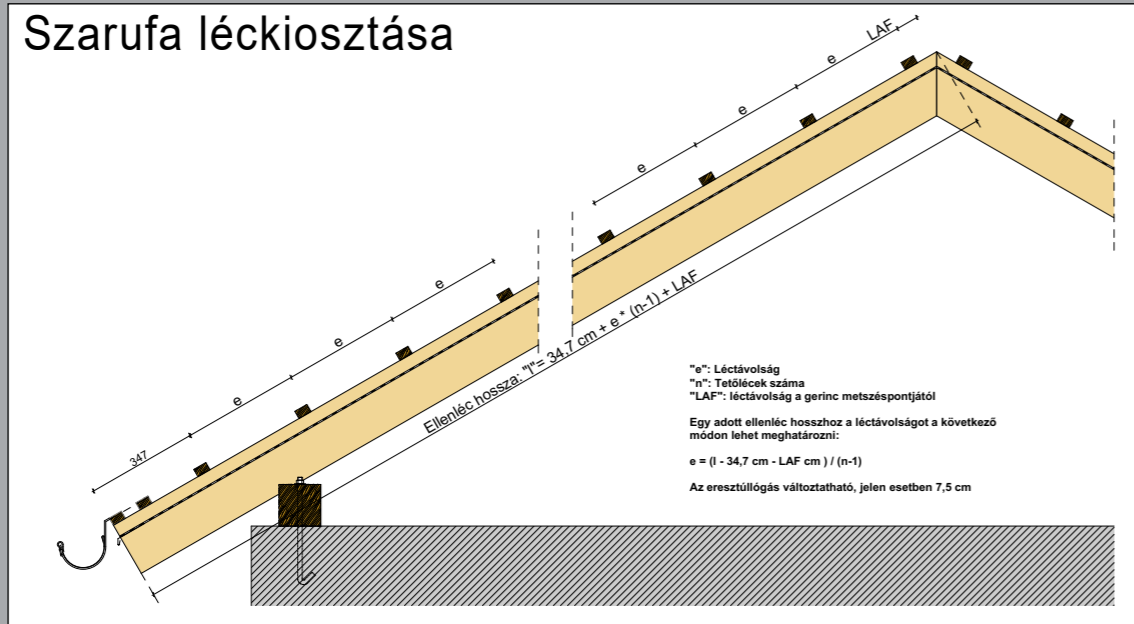 Szarufa léckiosztása
LAF
e
e
e
e
e
e
347
Ellenléc hossza: "l"= 34,7 cm + e * (n-1) + LAF
"e": Léctávolság
"n": Tetőlécek száma
"LAF": léctávolság a gerinc metszéspontjától
Egy adott ellenléc hosszhoz a léctávolságot a következő
módon lehet meghatározni:
e = (l - 34,7 cm - LAF cm ) / (n-1)
Az eresztúllógás változtatható, jelen esetben 7,5 cm